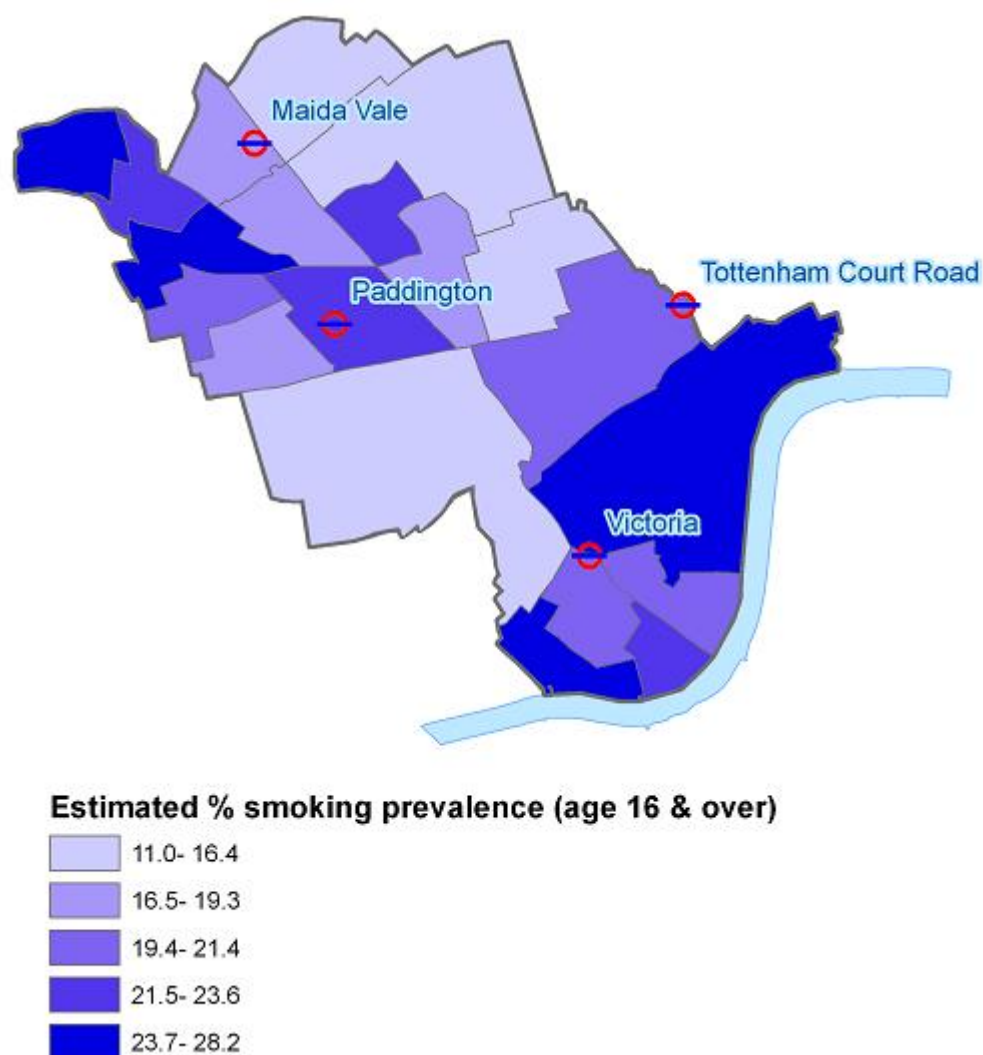 Maida Vale
Tottenham Court Road
Paddington
Victoria
Estimated % smoking prevalence (age 16 & over)
11.0- 16.4
16.5- 19.3
19.4- 21.4
21.5- 23.6
23.7- 28.2